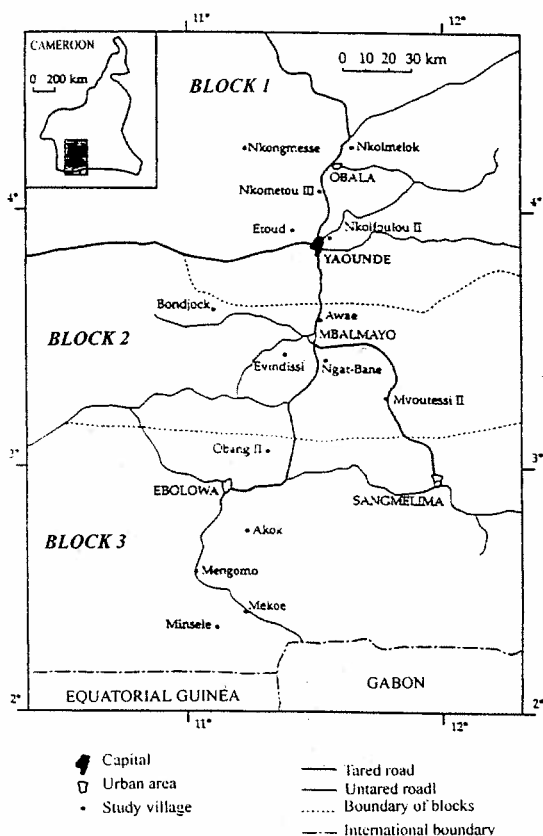 11°
12°
CAMEROON
0 200 km
BLOCK 1
0 10 20 30 km
Nkongmesse
Nkolmelok
OBALA
Nkometou III
4°
4°
Etoud
Nkolfoulou II
YAOUNDE
Bondjock
Awae
BLOCK 2
MBALMAYO
Evindissi
Ngat-Bane
Mvoutessi II
Obang II
3°
3°
EBOLOWA
SANGMELIMA
BLOCK 3
Akok
Mengomo
Mekoe
Minsele
EQUATORIAL GUINEA
GABON
2°
2°
11°
12°
Capital
Urban area
Study village
Tared road
Untared roadl
Boundary of blocks
International boundary